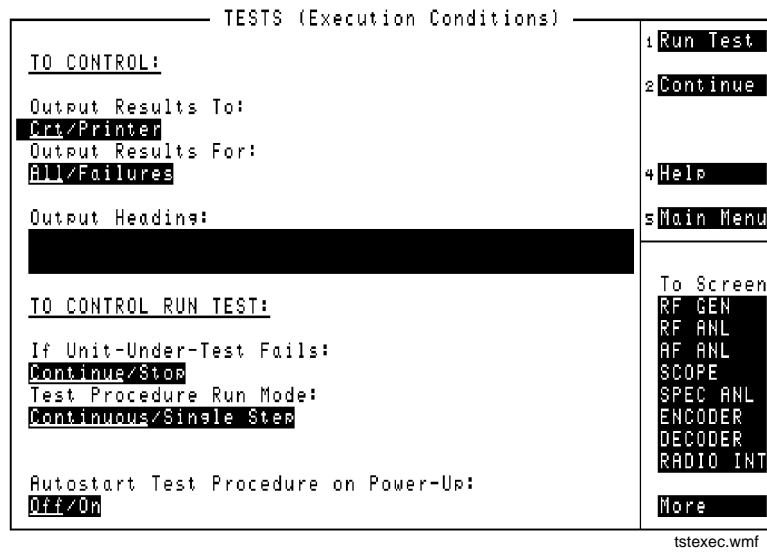 TESTS (Execution Conditions)
TO CONTROL:
Output Results To:
Crt/Printer
Output Results For:
All/Failures
Output Heading:
TO CONTROL RUN TEST:
If Unit-Under-Test Fails:
Continue/Stop
Test Procedure Run Mode:
Continuous/Single Step
Autostart Test Procedure on Power-Up:
Off/On
1 Run Test
2 Continue
4 Help
5 Main Menu
To Screen
RF GEN
RF ANL
AF ANL
SCOPE
SPEC ANL
ENCODER
DECODER
RADIO INT
More
tstexec.wmf